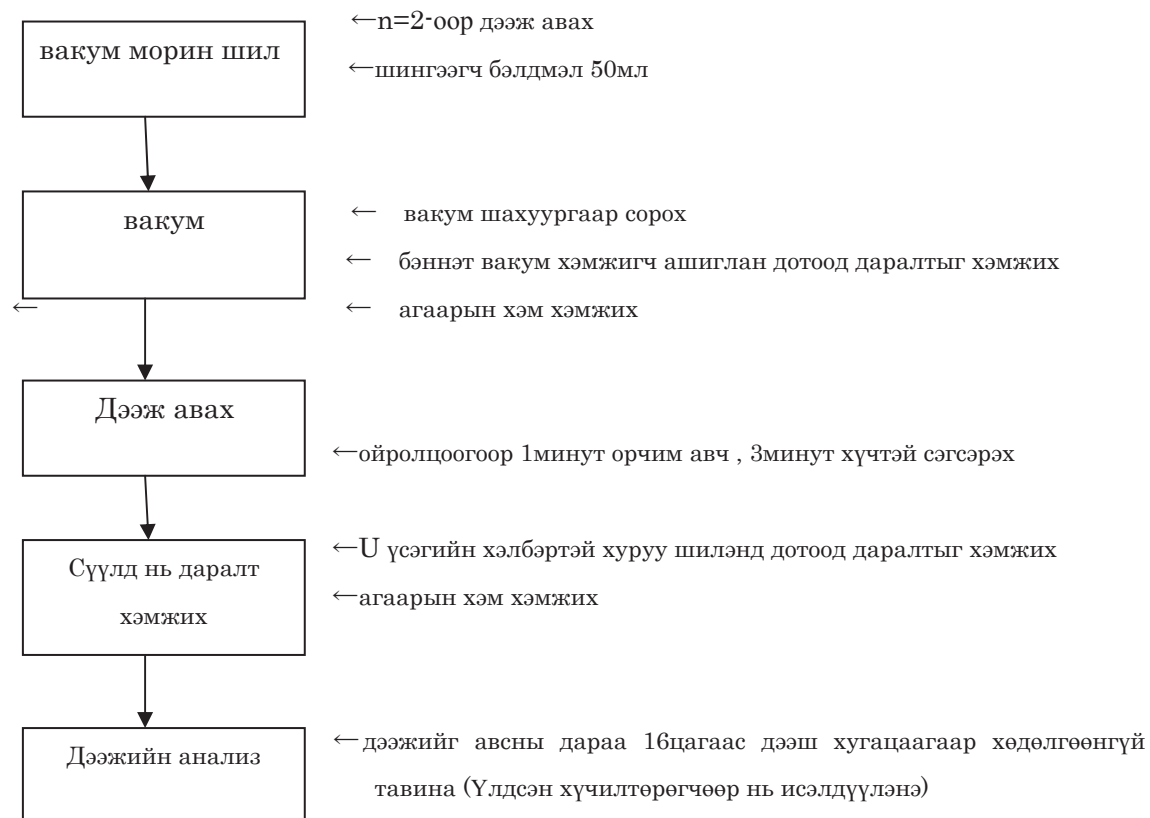 ←n=2-оор дээж авах
вакум морин шил
←шингээгч бэлдмэл 50мл
вакум
← вакум шахуургаар сорох
← бэннэт вакум хэмжигч ашиглан дотоод даралтыг хэмжих
←
← агаарын хэм хэмжих
Дээж авах
←ойролцоогоор 1минут орчим авч , 3минут хүчтэй сэгсэрэх
Сүүлд нь даралт
хэмжих
←U үсэгийн хэлбэртэй хуруу шилэнд дотоод даралтыг хэмжих
←агаарын хэм хэмжих
Дээжийн анализ
←дээжийг авсны дараа 16цагаас дээш хугацаагаар хөдөлгөөнгүй
тавина (Үлдсэн хүчилтөрөгчөөр нь исэлдүүлэнэ)